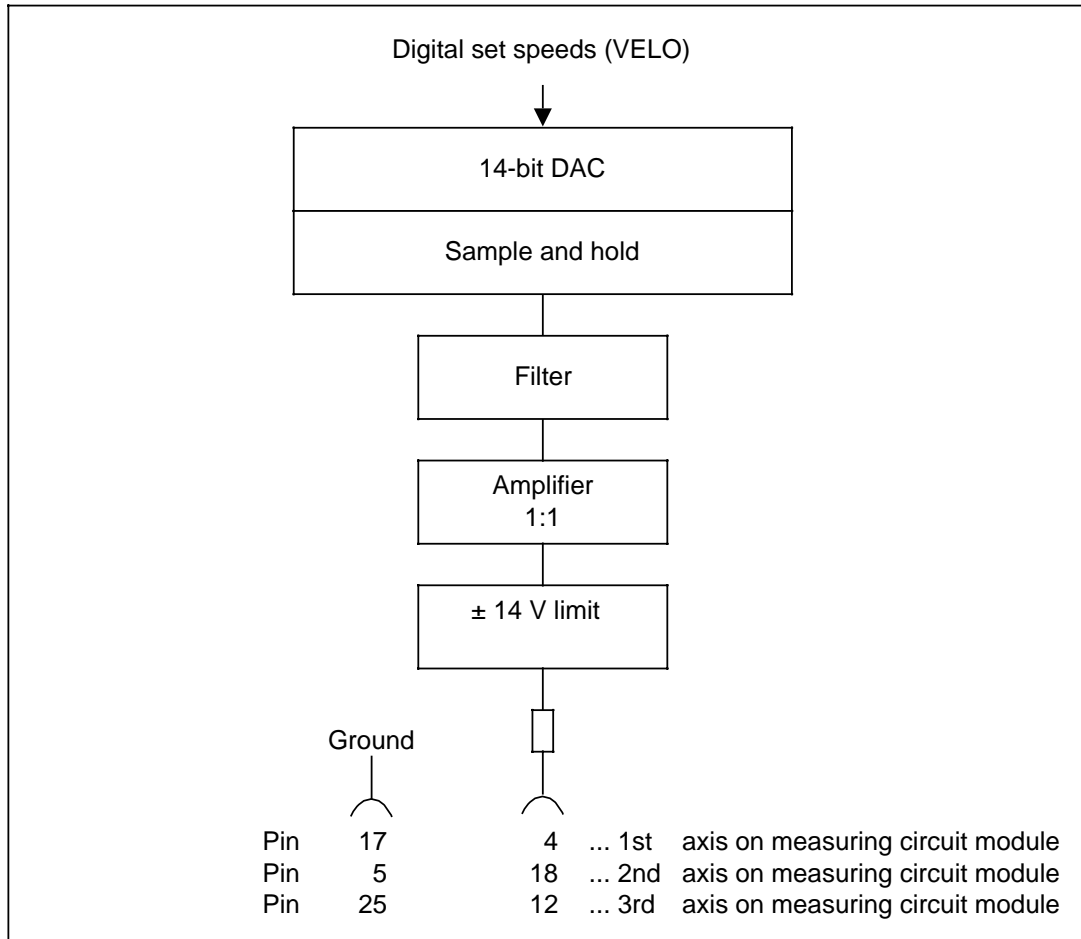 Digital set speeds (VELO)
14-bit DAC
Sample and hold
Filter
Amplifier
1:1
± 14 V limit
Ground
Pin 17 4 ... 1st axis on measuring circuit module
Pin 5 18 ... 2nd axis on measuring circuit module
Pin 25 12 ... 3rd axis on measuring circuit module